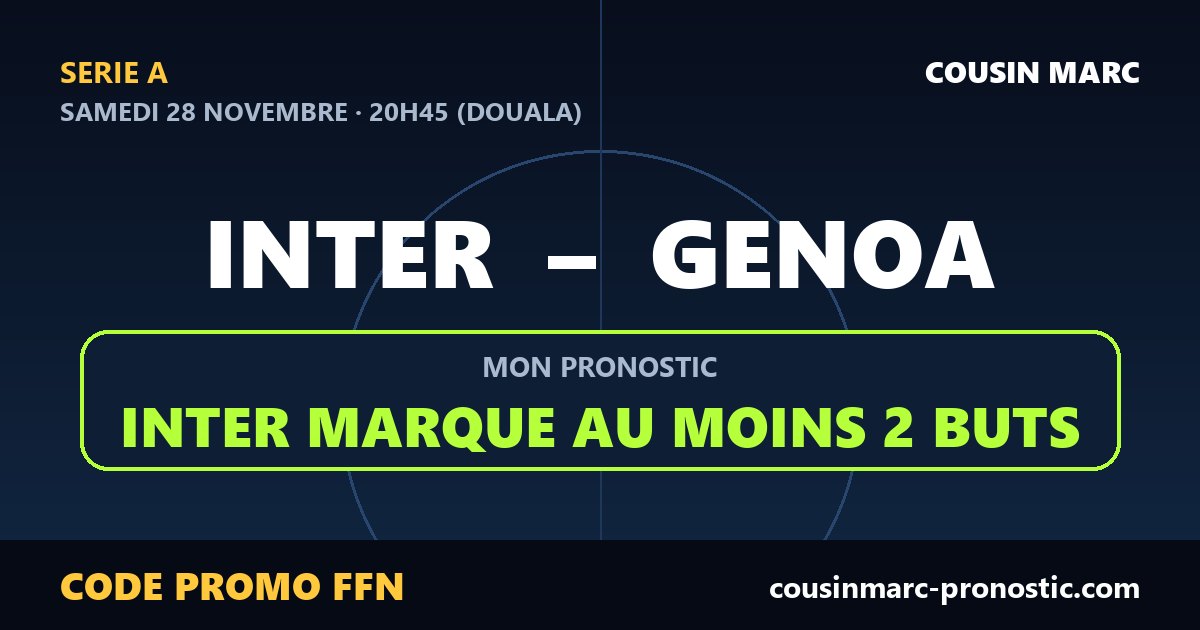 SERIE A
COUSIN MARC
SAMEDI 28 NOVEMBRE · 20H45 (DOUALA)
INTER – GENOA
MON PRONOSTIC
INTER MARQUE AU MOINS 2 BUTS
CODE PROMO FFN
cousinmarc-pronostic.com